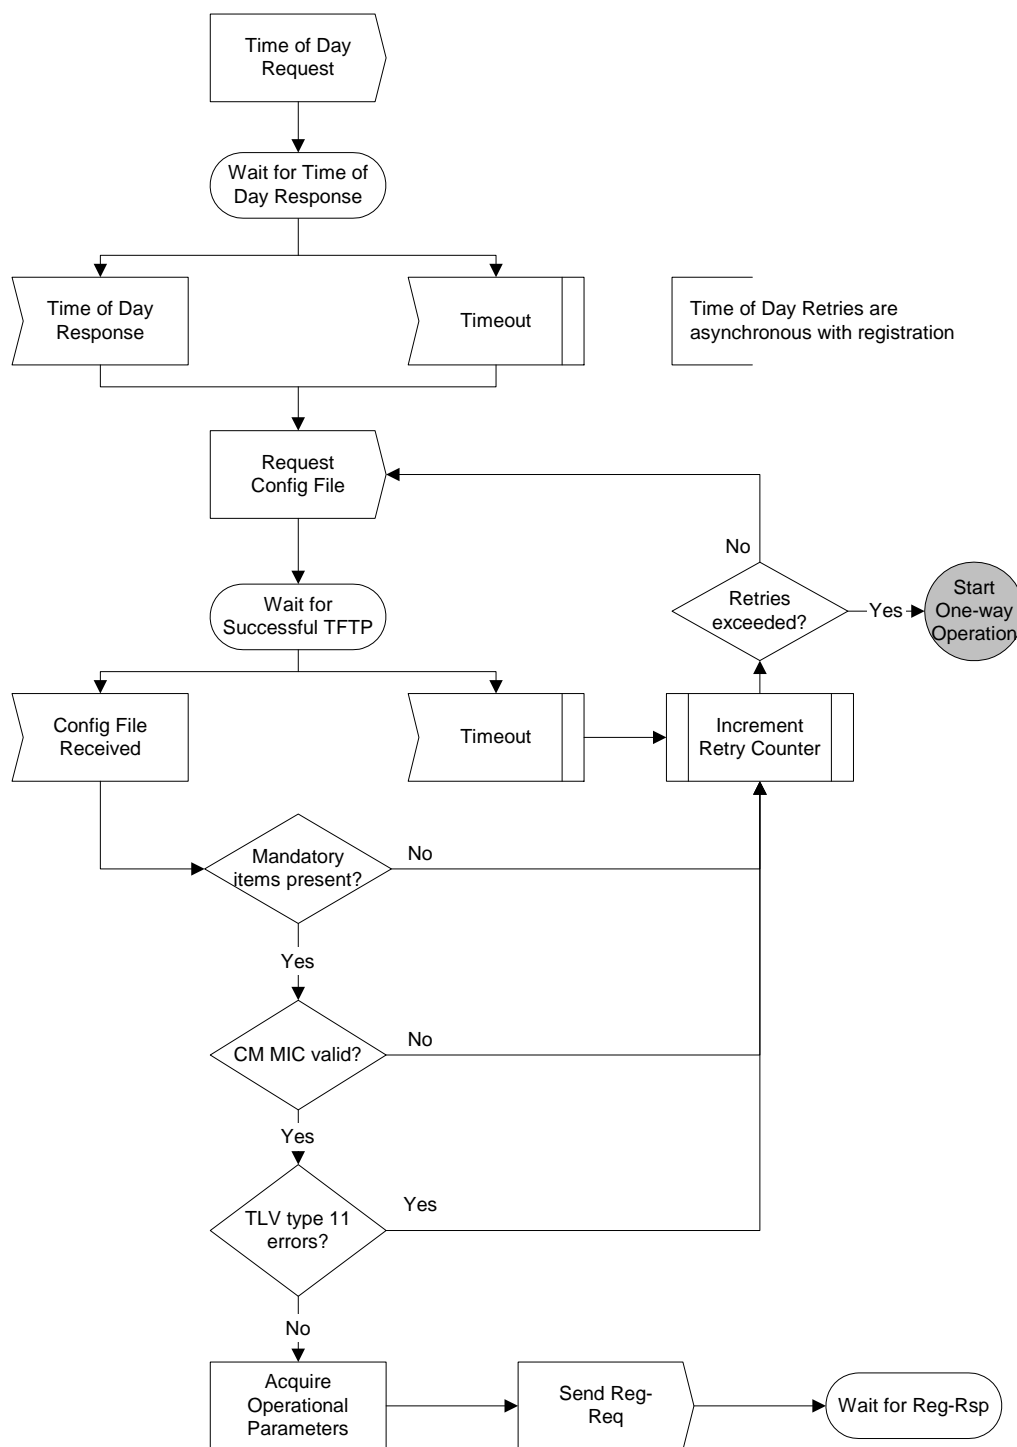 Time of Day
Request
Wait for Time of
Day Response
Time of Day
Response
Timeout
Time of Day Retries are
asynchronous with registration
Request
Config File
No
Wait for
Successful TFTP
Retries
exceeded?
Yes
Start
One-way
Operation
Config File
Received
Timeout
Increment
Retry Counter
Mandatory
items present?
No
Yes
CM MIC valid?
No
Yes
TLV type 11
errors?
Yes
No
Acquire
Operational
Parameters
Send Reg-
Req
Wait for Reg-Rsp